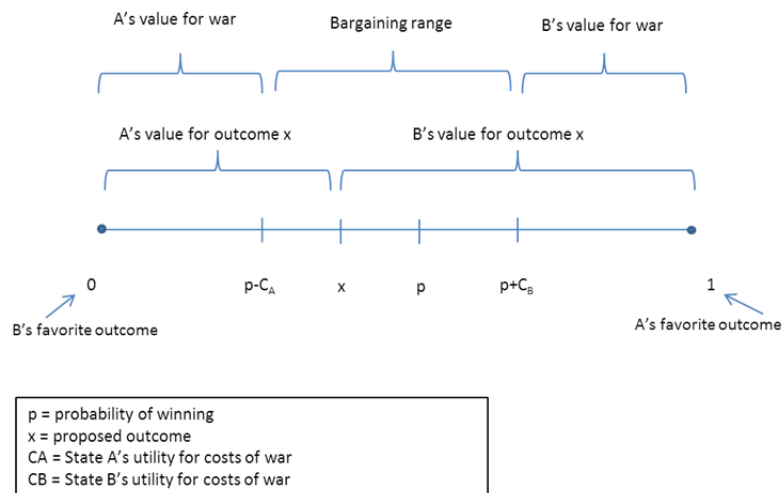 A's value for war
Bargaining range
B's value for war
A's value for outcome x
B's value for outcome x
0
p-CA
x
p
p+CB
1
B's favorite outcome
A's favorite outcome
p = probability of winning
x = proposed outcome
CA = State A's utility for costs of war
CB = State B's utility for costs of war